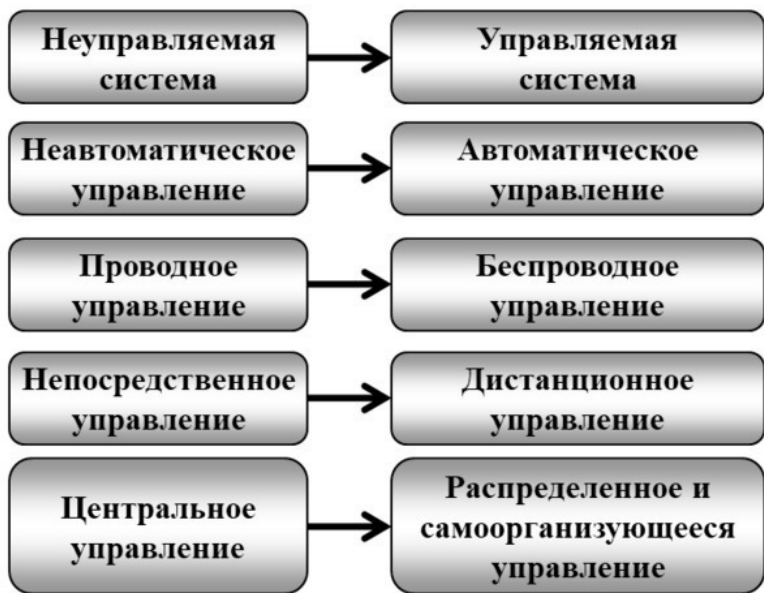 Неуправляемая
система
Управляемая
система
Неавтоматическое
управление
Автоматическое
управление
Проводное
управление
Беспроводное
управление
Непосредственное
управление
Дистанционное
управление
Центральное
управление
Распределенное и
самоорганизующееся
управление